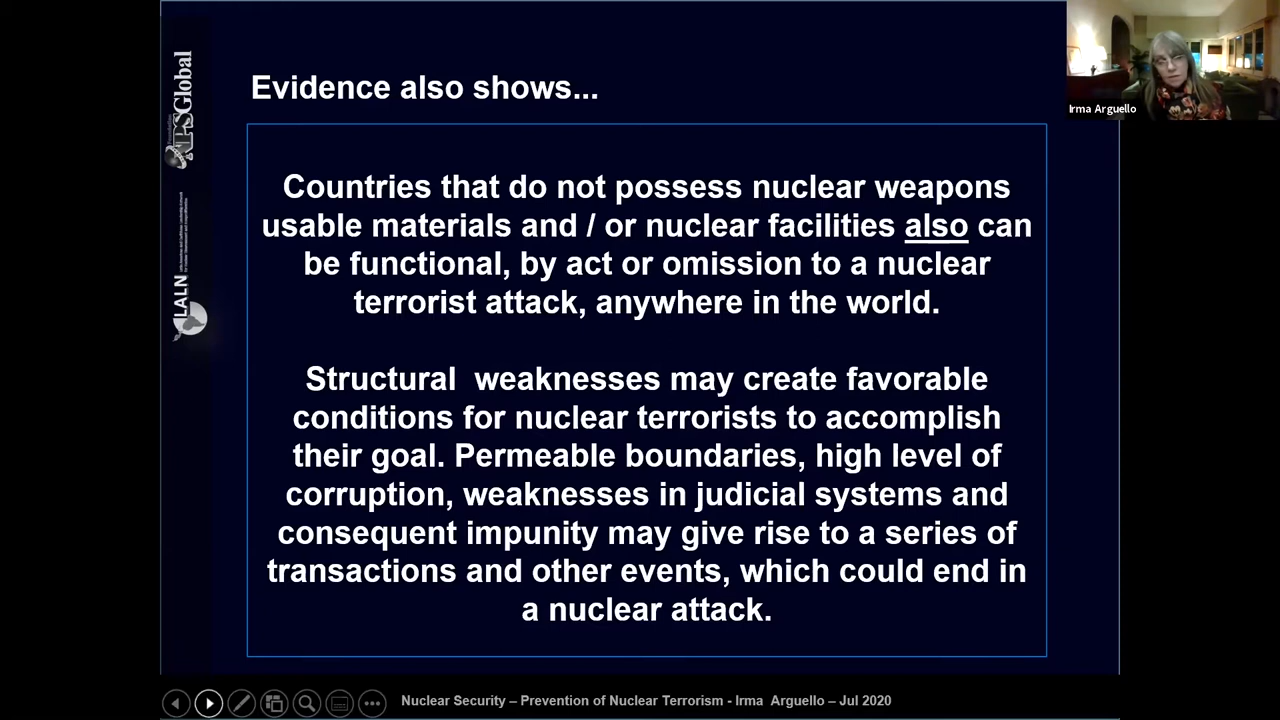 Evidence also shows...
Countries that do not possess nuclear weapons
usable materials and / or nuclear facilities also can
be functional, by act or omission to a nuclear
terrorist attack, anywhere in the world.
Structural weaknesses may create favorable
conditions for nuclear terrorists to accomplish
their goal. Permeable boundaries, high level of
corruption, weaknesses in judicial systems and
consequent impunity may give rise to a series of
transactions and other events, which could end in
a nuclear attack.
Irma Arguello
LALN
Nuclear Security – Prevention of Nuclear Terrorism - Irma Arguello – Jul 2020